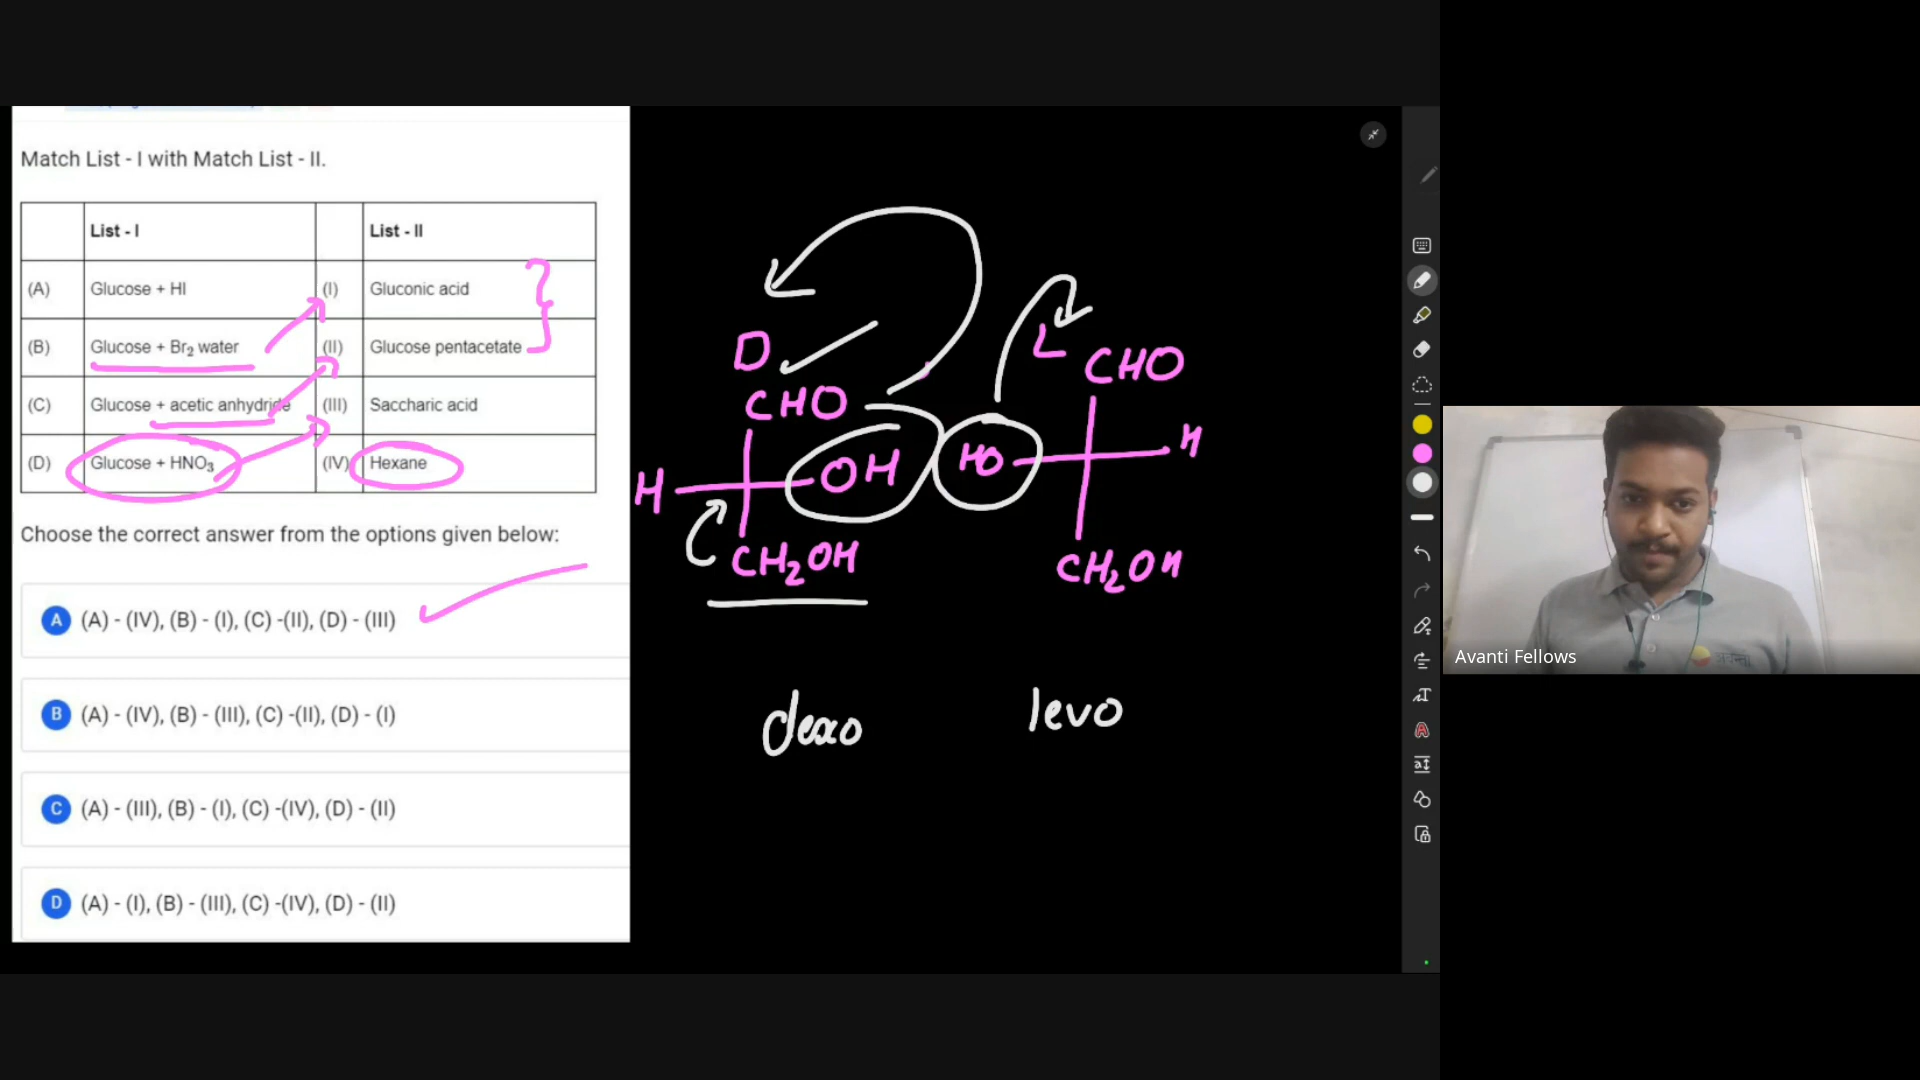 Match List - I with Match List - II.
List - I List - II
(A) Glucose + HI (I) Gluconic acid
(B) Glucose + Br₂ water (II) Glucose pentacetate
(C) Glucose + acetic anhydride (III) Saccharic acid
(D) Glucose + HNO₃ (IV) Hexane
Choose the correct answer from the options given below:
A (A) - (IV), (B) - (I), (C) -(II), (D) - (III)
B (A) - (IV), (B) - (III), (C) -(II), (D) - (I)
C (A) - (III), (B) - (I), (C) -(IV), (D) - (II)
D (A) - (I), (B) - (III), (C) -(IV), (D) - (II)
D
CHO
H OH
CH₂OH
L
CHO
HO H
CH₂OH
dexo
levo
Avanti Fellows